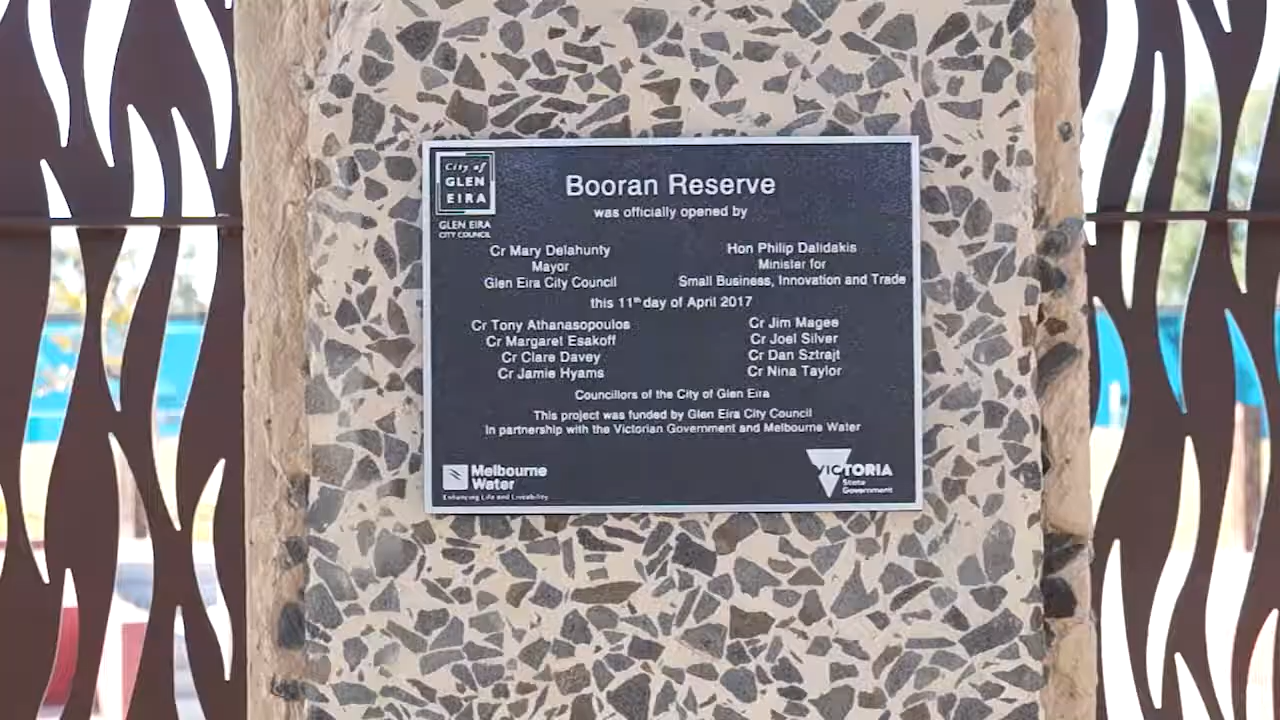 City of
GLEN
EIRA
GLEN EIRA
CITY COUNCIL
Booran Reserve
was officially opened by
Cr Mary Delahunty
Mayor
Glen Eira City Council
Hon Philip Dalidakis
Minister for
Small Business, Innovation and Trade
this 11th day of April 2017
Cr Tony Athanasopoulos
Cr Margaret Esakoff
Cr Clare Davey
Cr Jamie Hyams
Cr Jim Magee
Cr Joel Silver
Cr Dan Sztrajt
Cr Nina Taylor
Councillors of the City of Glen Eira
This project was funded by Glen Eira City Council
In partnership with the Victorian Government and Melbourne Water
Melbourne
Water
Enhancing Life and Liveability
VICTORIA
State
Government